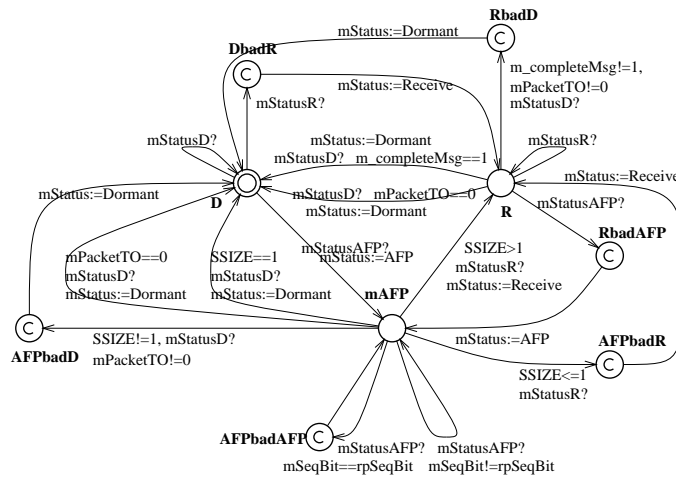 RbadD
mStatus:=Dormant
C
DbadR
C
mStatus:=Receive
m_completeMsg!=1,
mPacketTO!=0
mStatusD?
mStatusR?
mStatusD?
mStatus:=Dormant
mStatusR?
mStatusD? m_completeMsg==1
mStatus:=Receive
mStatus:=Dormant
D
mStatusD? mPacketTO==0
mStatus:=Dormant
R
mStatusAFP?
mStatusAFP?
mStatus:=AFP
RbadAFP
C
mPacketTO==0
mStatusD?
mStatus:=Dormant
SSIZE==1
mStatusD?
mStatus:=Dormant
SSIZE>1
mStatusR?
mStatus:=Receive
mAFP
C
AFPbadD
SSIZE!=1, mStatusD?
mPacketTO!=0
mStatus:=AFP
AFPbadR
C
SSIZE<=1
mStatusR?
AFPbadAFP
C
mStatusAFP?
mSeqBit==rpSeqBit
mStatusAFP?
mSeqBit!=rpSeqBit